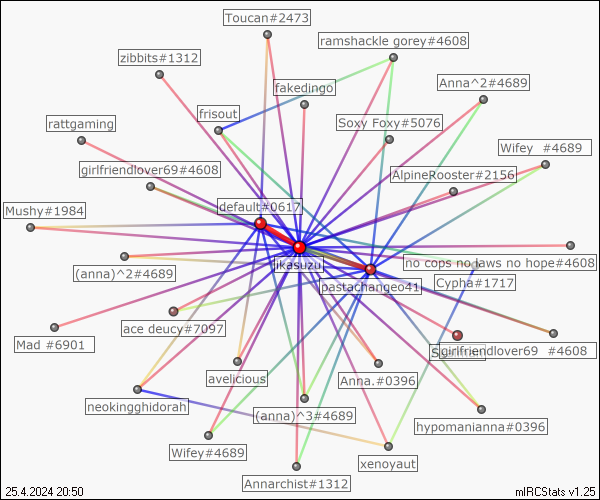 Toucan#2473
ramshackle gorey#4608
zibbits#1312
Anna^2#4689
fakedingo
frisout
rattgaming
Soxy Foxy#5076
Wifey #4689
girlfriendlover69#4608
AlpineRooster#2156
Mushy#1984
default#0617
(anna)^2#4689
ikasuzu
no cops no laws no hope#4608
pastachangeo41
Cypha#1717
ace deucy#7097
Mad #6901
girlfriendlover69 #4608
avelicious
Anna.#0396
neokingghidorah
(anna)^3#4689
hypomanianna#0396
Wifey#4689
xenoyaut
Annarchist#1312
25.4.2024 20:50
mIRCStats v1.25